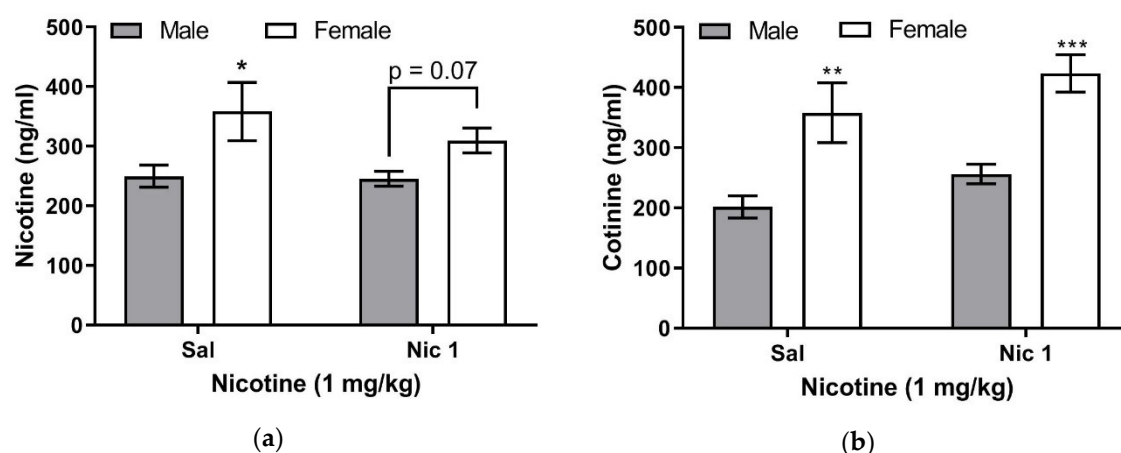 500
400
300
200
100
0
Nicotine (ng/ml)
Male Female
*
p = 0.07
Sal Nic 1
Nicotine (1 mg/kg)
(a)
500
400
300
200
100
0
Cotinine (ng/ml)
Male Female
**
***
Sal Nic 1
Nicotine (1 mg/kg)
(b)